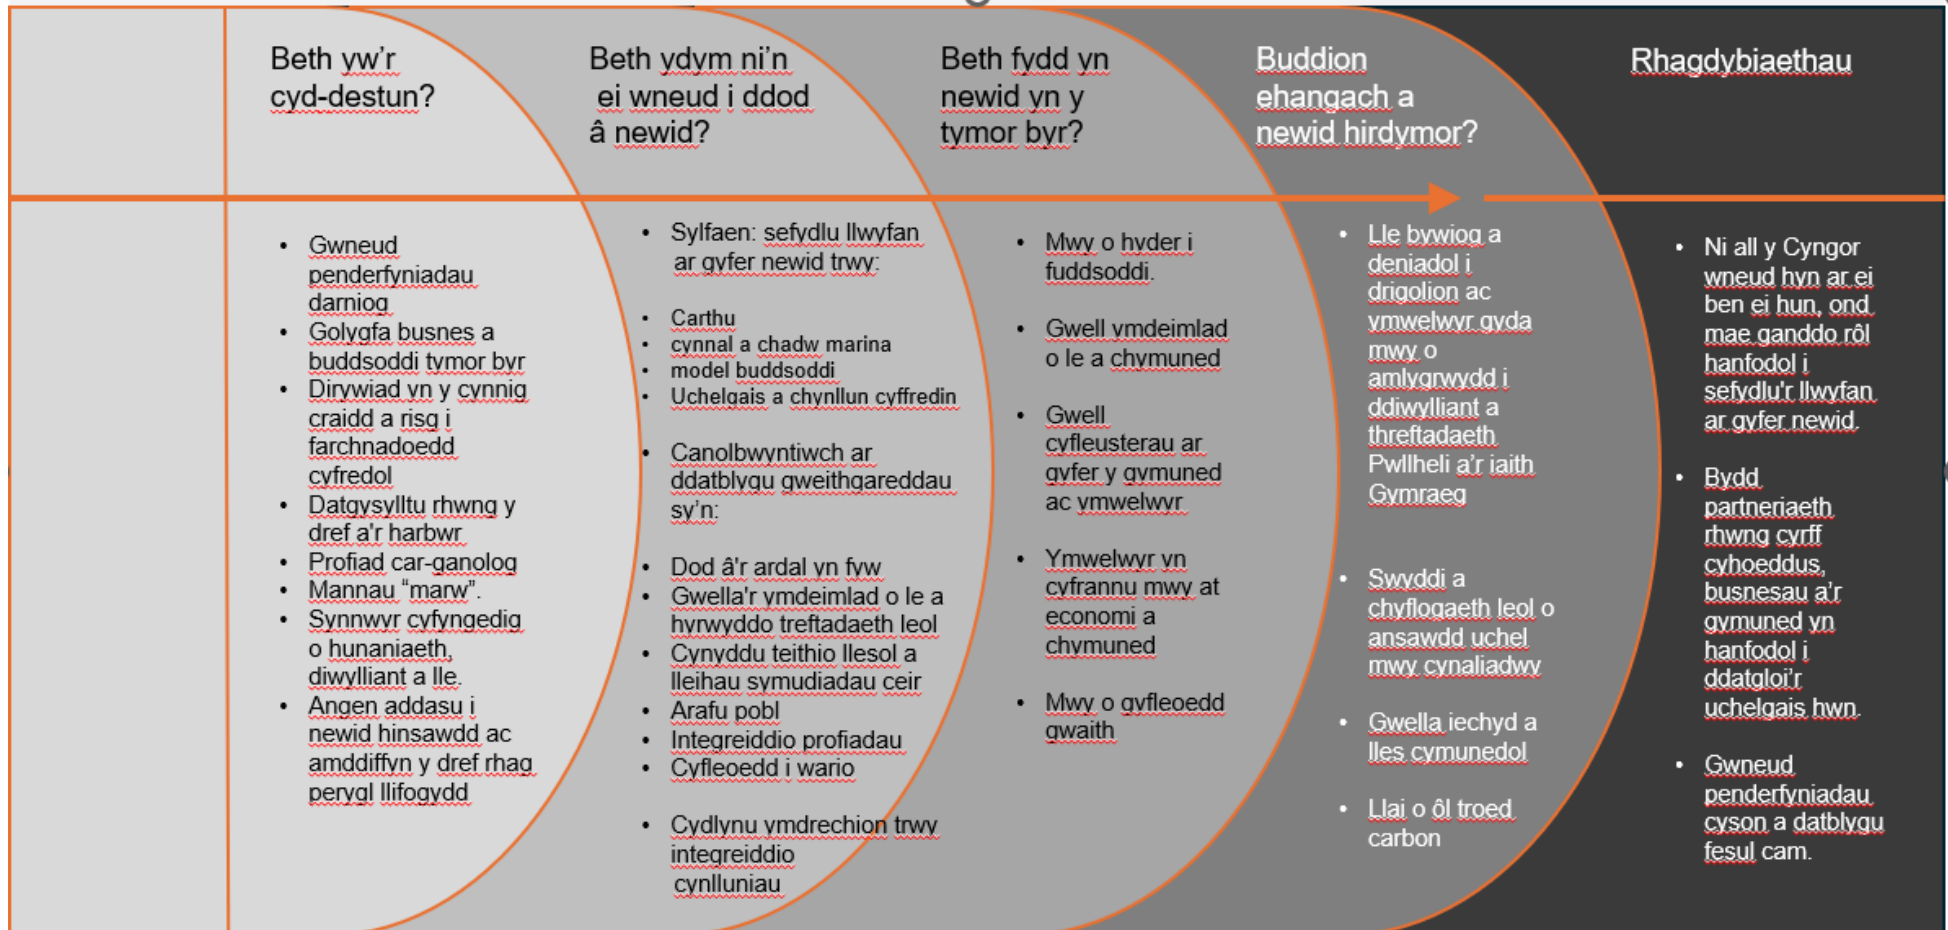 Beth yw’r
cyd-destun?
Beth ydym ni’n
ei wneud i ddod
â newid?
Beth fydd yn
newid yn y
tymor byr?
Buddion
ehangach a
newid hirdymor?
Rhagdybiaethau
• Gwneud
penderfyniadau
darniog
• Golygfa busnes a
buddsoddi tymor byr
• Dirywiad yn y cynnig
craidd a risg i
farchnadoedd
cyfredol
• Datgysylltu rhwng y
dref a'r harbwr
• Profiad car-ganolog
• Mannau “marw”.
• Synnwyr cyfyngedig
o hunaniaeth,
diwylliant a lle.
• Angen addasu i
newid hinsawdd ac
amddiffyn y dref rhag
perygl llifogydd
• Sylfaen: sefydlu llwyfan
ar gyfer newid trwy:
• Carthu
• cynnal a chadw marina
• model buddsoddi
• Uchelgais a chynllun cyffredin
• Canolbwyntiwch ar
ddatblygu gweithgareddau
sy’n:
• Dod â'r ardal yn fyw
• Gwella'r ymdeimlad o le a
hyrwyddo treftadaeth leol
• Cynyddu teithio llesol a
lleihau symudiadau ceir
• Arafu pobl
• Integreiddio profiadau
• Cyfleoedd i wario
• Cydlynu ymdrechion trwy
integreiddio
cynlluniau
• Mwy o hyder i
fuddsoddi.
• Gwell ymdeimlad
o le a chymuned
• Gwell
cyfleusterau ar
gyfer y gymuned
ac ymwelwyr
• Ymwelwyr yn
cyfrannu mwy at
economi a
chymuned
• Mwy o gyfleoedd
gwaith
• Lle bywiog a
deniadol i
drigolion ac
ymwelwyr gyda
mwy o
amlygrwydd i
ddiwylliant a
threftadaeth
Pwllheli a’r iaith
Gymraeg
• Swyddi a
chyflogaeth leol o
ansawdd uchel
mwy cynaliadwy
• Gwella iechyd a
lles cymunedol
• Llai o ôl troed
carbon
• Ni all y Cyngor
wneud hyn ar ei
ben ei hun, ond
mae ganddo rôl
hanfodol i
sefydlu'r llwyfan
ar gyfer newid.
• Bydd
partneriaeth
rhwng cyrff
cyhoeddus,
busnesau a’r
gymuned yn
hanfodol i
ddatgloi’r
uchelgais hwn.
• Gwneud
penderfyniadau
cyson a datblygu
fesul cam.